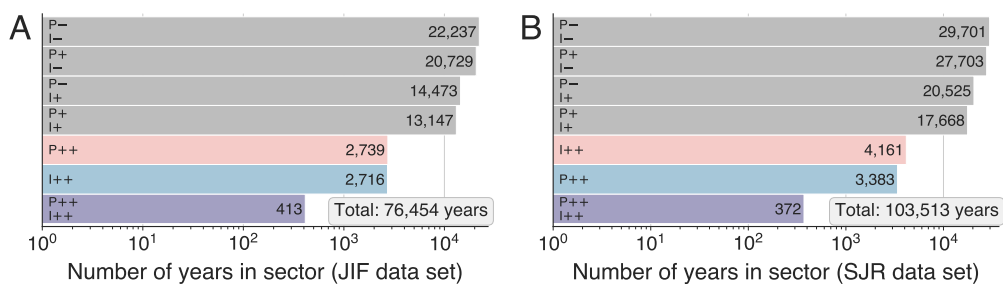 A
P−
I−
22,237
P+
I−
20,729
P−
I+
14,473
P+
I+
13,147
P++
2,739
I++
2,716
P++
I++
413
Total: 76,454 years
10^0 10^1 10^2 10^3 10^4
Number of years in sector (JIF data set)
B
P−
I−
29,701
P+
I−
27,703
P−
I+
20,525
P+
I+
17,668
I++
4,161
P++
3,383
P++
I++
372
Total: 103,513 years
10^0 10^1 10^2 10^3 10^4
Number of years in sector (SJR data set)